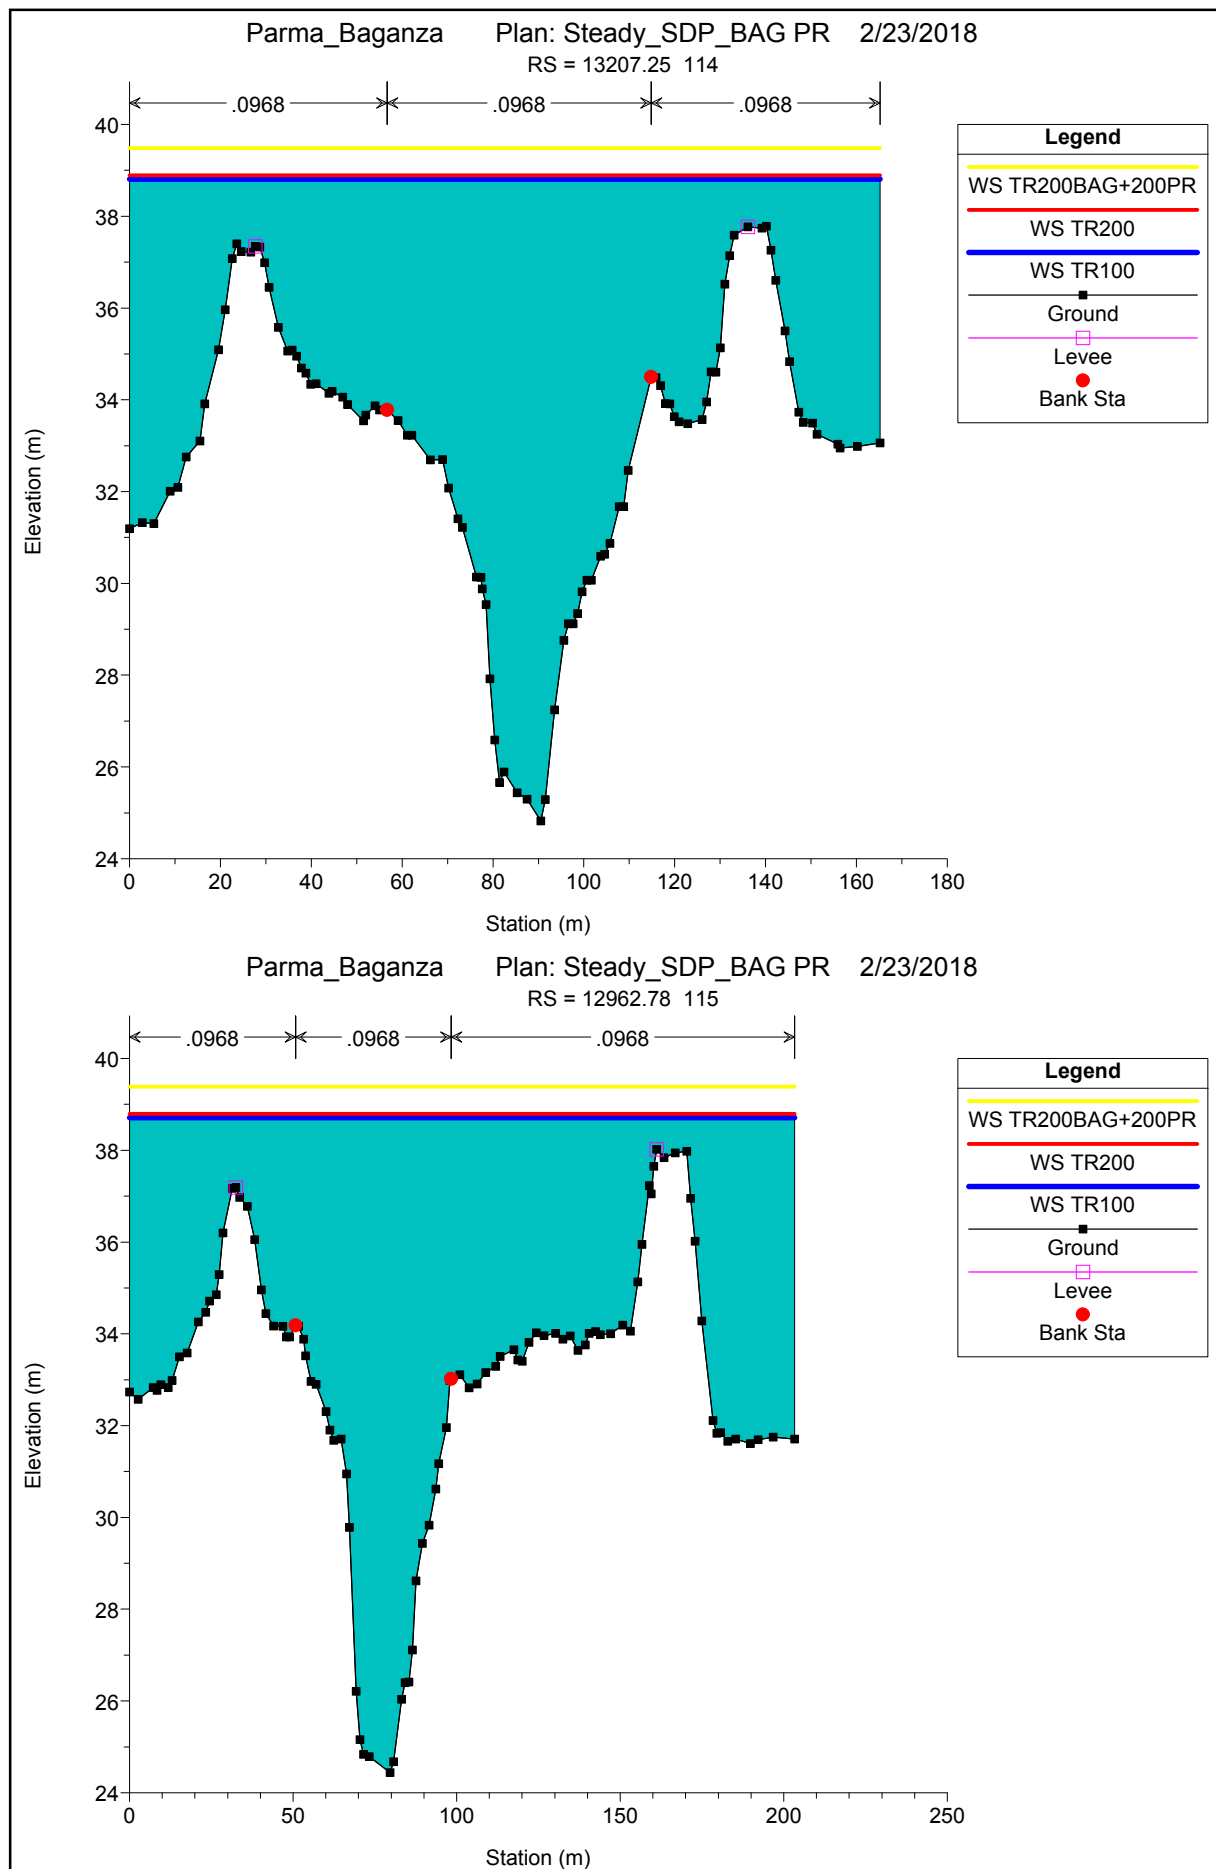 Parma_Baganza Plan: Steady_SDP_BAG PR 2/23/2018
RS = 13207.25 114
.0968 .0968 .0968
Legend
WS TR200BAG+200PR
WS TR200
WS TR100
Ground
Levee
Bank Sta
40
38
36
34
32
30
28
26
24
Elevation (m)
0 20 40 60 80 100 120 140 160 180
Station (m)
Parma_Baganza Plan: Steady_SDP_BAG PR 2/23/2018
RS = 12962.78 115
.0968 .0968 .0968
Legend
WS TR200BAG+200PR
WS TR200
WS TR100
Ground
Levee
Bank Sta
40
38
36
34
32
30
28
26
24
Elevation (m)
0 50 100 150 200 250
Station (m)